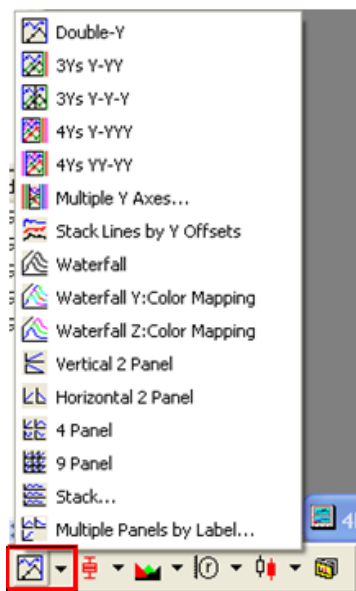 Double-Y
3Ys Y-YY
3Ys Y-Y-Y
4Ys Y-YYY
4Ys YY-YY
Multiple Y Axes...
Stack Lines by Y Offsets
Waterfall
Waterfall Y:Color Mapping
Waterfall Z:Color Mapping
Vertical 2 Panel
Horizontal 2 Panel
4 Panel
9 Panel
Stack...
Multiple Panels by Label...